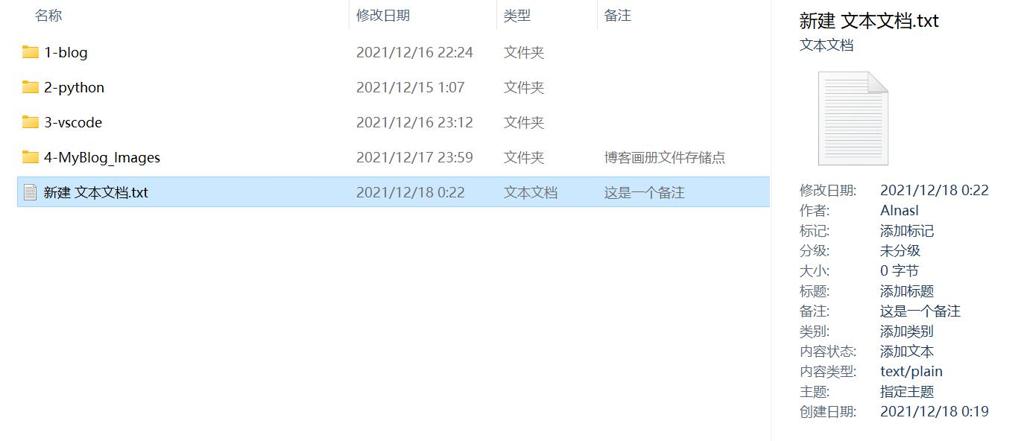 名称 修改日期 类型 备注
1-blog 2021/12/16 22:24 文件夹
2-python 2021/12/15 1:07 文件夹
3-vscode 2021/12/16 23:12 文件夹
4-MyBlog_Images 2021/12/17 23:59 文件夹 博客画册文件存储点
新建 文本文档.txt 2021/12/18 0:22 文本文档 这是一个备注
新建 文本文档.txt
文本文档
修改日期: 2021/12/18 0:22
作者: Alnasl
标记: 添加标记
分级: 未分级
大小: 0 字节
标题: 添加标题
备注: 这是一个备注
类别: 添加类别
内容状态: 添加文本
内容类型: text/plain
主题: 指定主题
创建日期: 2021/12/18 0:19